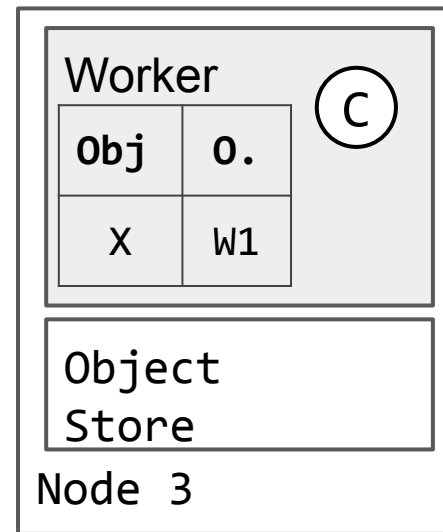 Worker
C
Obj O.
X W1
Object
Store
Node 3